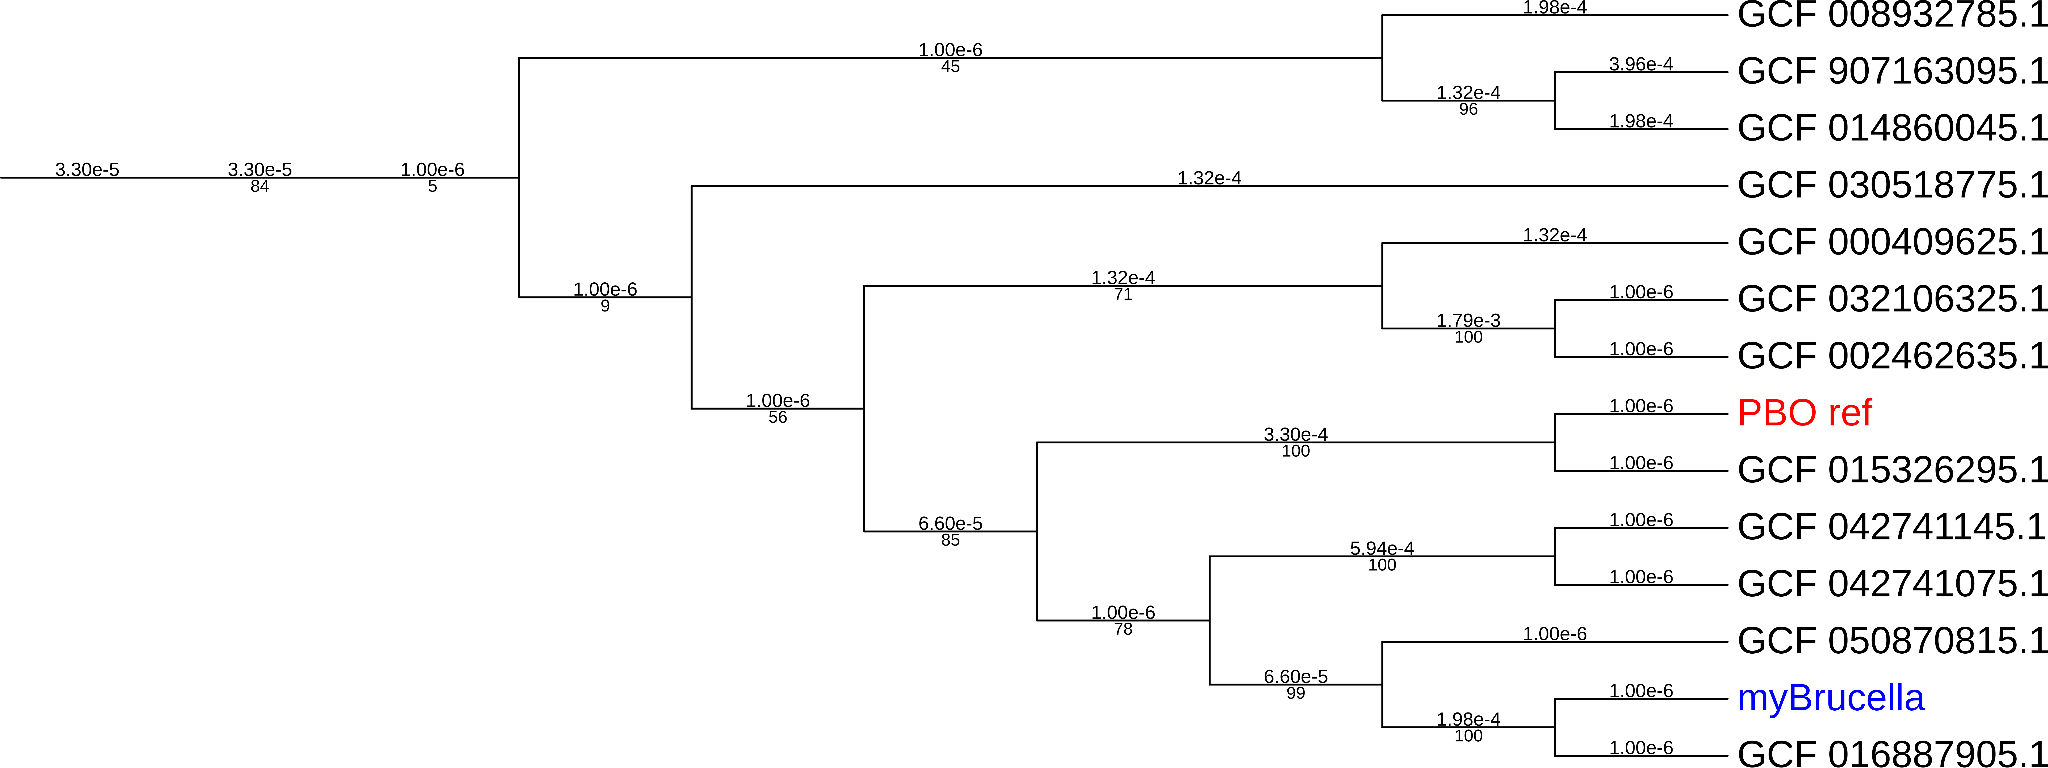 1.98e-4 GCF 008932785.1
1.00e-6
45
3.96e-4 GCF 907163095.1
1.32e-4
96
1.98e-4 GCF 014860045.1
3.30e-5 3.30e-5 1.00e-6
84 5
1.32e-4 GCF 030518775.1
1.32e-4 GCF 000409625.1
1.32e-4
71
1.00e-6
9
1.00e-6 GCF 032106325.1
1.79e-3
100
1.00e-6 GCF 002462635.1
1.00e-6
56
1.00e-6 PBO ref
3.30e-4
100
1.00e-6 GCF 015326295.1
6.60e-5
85
1.00e-6 GCF 042741145.1
5.94e-4
100
1.00e-6 GCF 042741075.1
1.00e-6
78
1.00e-6 GCF 050870815.1
6.60e-5
99
1.00e-6 myBrucella
1.98e-4
100
1.00e-6 GCF 016887905.1